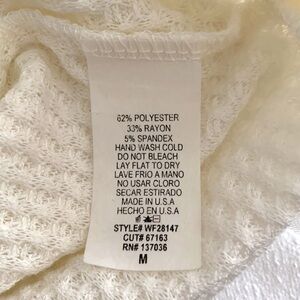 62% POLYESTER
33% RAYON
5% SPANDEX
HAND WASH COLD
DO NOT BLEACH
LAY FLAT TO DRY
LAVE FRIO A MANO
NO USAR CLORO
SECAR ESTIRADO
MADE IN U.S.A
HECHO EN U.S.A
STYLE# WF28147
CUT# 67163
RN# 137036
M